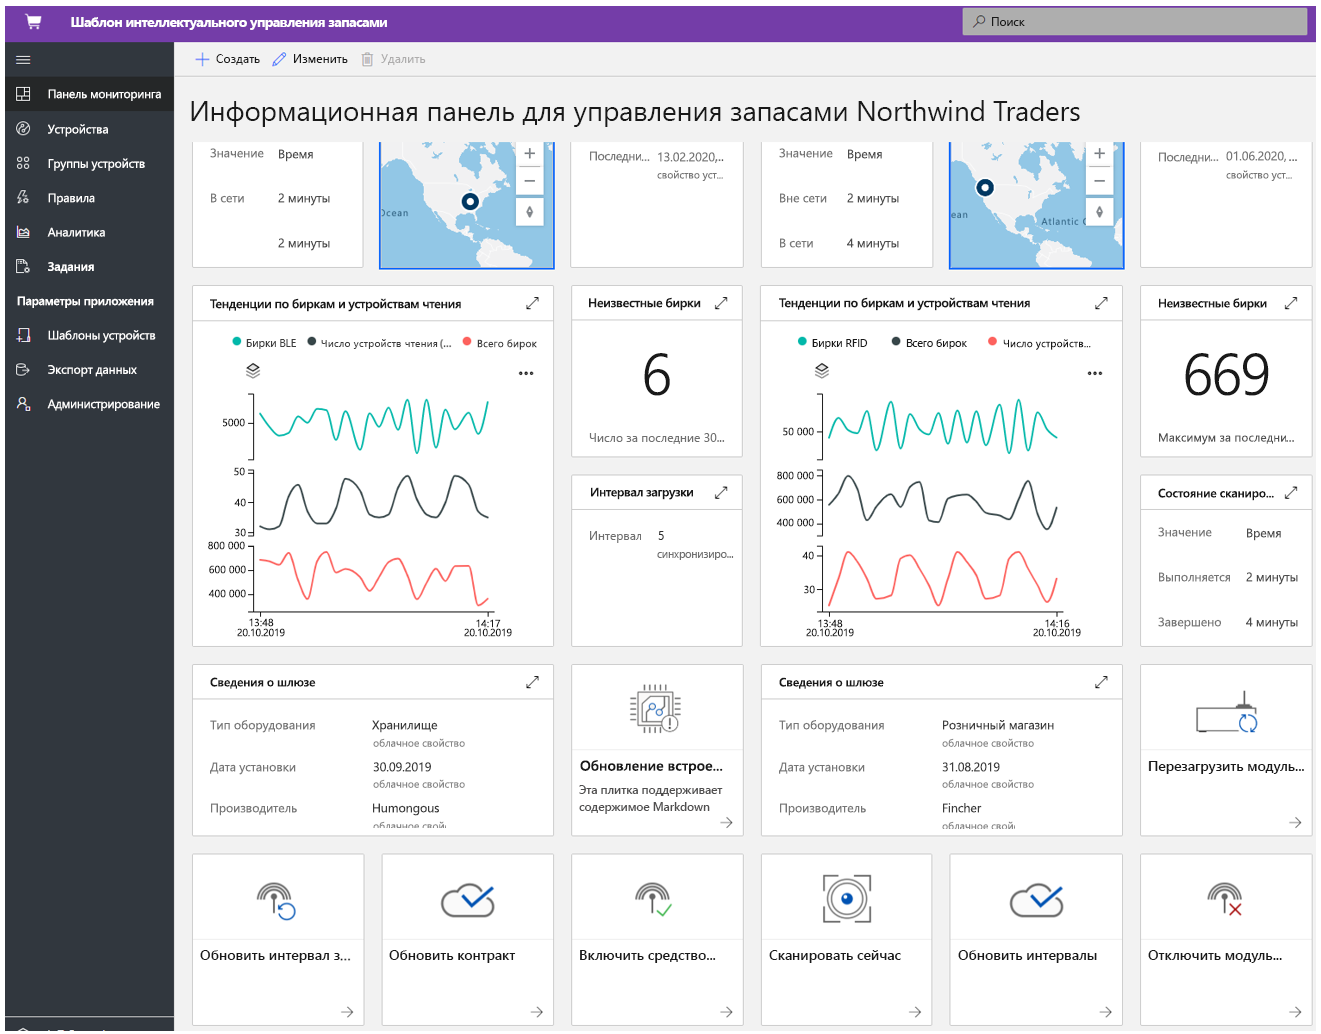 Шаблон интеллектуального управления запасами
Поиск
Создать
Изменить
Удалить
Панель мониторинга
Устройства
Группы устройств
Правила
Аналитика
Задания
Параметры приложения
Шаблоны устройств
Экспорт данных
Администрирование
Информационная панель для управления запасами Northwind Traders
Значение Время
В сети 2 минуты
2 минуты
Ocean
Последни... 13.02.2020,..
свойство уст...
Значение Время
Вне сети 2 минуты
В сети 4 минуты
ean
Atlantic
Последни... 01.06.2020, ...
свойство уст...
Тенденции по биркам и устройствам чтения
Бирки BLE Число устройств чтения (... Всего бирок
5000
50
40
30
800 000
600 000
400 000
13:48 14:17
20.10.2019 20.10.2019
Неизвестные бирки
6
Число за последние 30...
Интервал загрузки
Интервал 5
синхронизиро...
Тенденции по биркам и устройствам чтения
Бирки RFID Всего бирок Число устройств...
50 000
800 000
600 000
400 000
40
30
13:48 14:16
20.10.2019 20.10.2019
Неизвестные бирки
669
Максимум за последни...
Состояние сканиро...
Значение Время
Выполняется 2 минуты
Завершено 4 минуты
Сведения о шлюзе
Тип оборудования Хранилище
облачное свойство
Дата установки 30.09.2019
облачное свойство
Производитель Humongous
облачное свой
Обновление встрое...
Эта плитка поддерживает
содержимое Markdown
Сведения о шлюзе
Тип оборудования Розничный магазин
облачное свойство
Дата установки 31.08.2019
облачное свойство
Производитель Fincher
облачное свой
Перезагрузить модуль...
Обновить интервал з...
Обновить контракт
Включить средство...
Сканировать сейчас
Обновить интервалы
Отключить модуль...